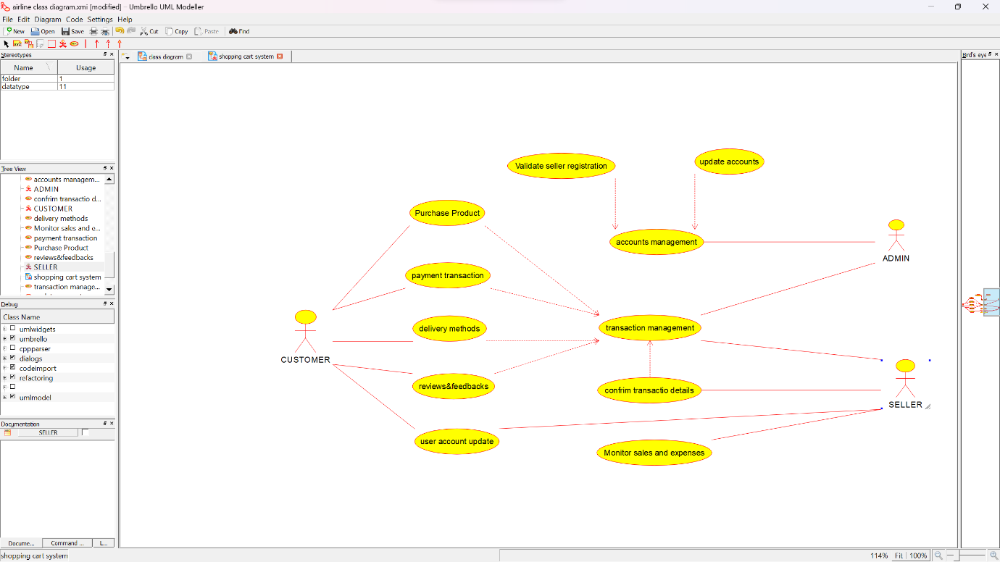 airline class diagram.xmi [modified] – Umbrello UML Modeller
File Edit Diagram Code Settings Help
New Open Save Cut Copy Paste Find
XYZ
Stereotypes
Name Usage
folder 1
datatype 11
Tree View
accounts managem...
ADMIN
confrim transactio d...
CUSTOMER
delivery methods
Monitor sales and e...
payment transaction
Purchase Product
reviews&feedbacks
SELLER
shopping cart system
transaction manage...
Debug
Class Name
umlwidgets
umbrello
cppparser
dialogs
codeimport
refactoring
umlmodel
Documentation
SELLER
Docume... Command ... L...
shopping cart system
class diagram shopping cart system
Bird's eye
Validate seller registration
update accounts
Purchase Product
accounts management
ADMIN
payment transaction
delivery methods
transaction management
CUSTOMER
reviews&feedbacks
confrim transactio details
SELLER
user account update
Monitor sales and expenses
114% Fit 100%